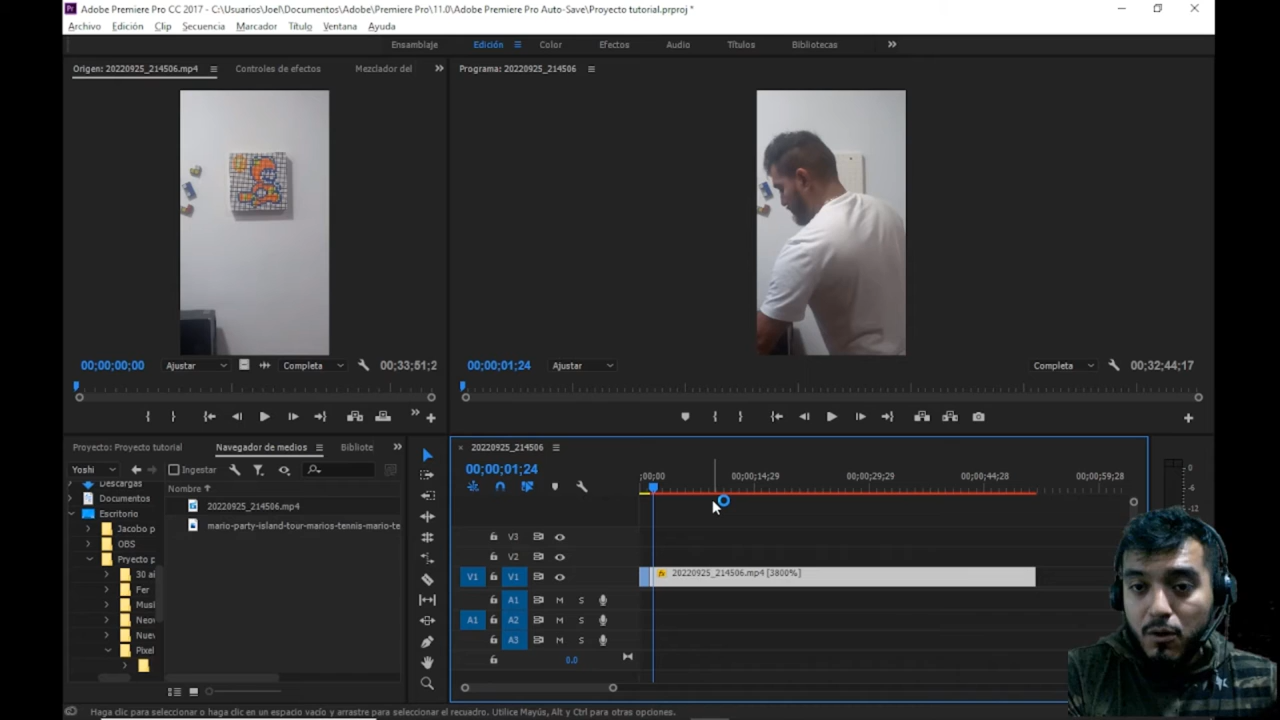 Adobe Premiere Pro CC 2017 - C:\Usuarios\Joel\Documentos\Adobe\Premiere Pro\11.0\Adobe Premiere Pro Auto-Save\Proyecto tutorial.prproj *
Archivo Edición Clip Secuencia Marcador Título Ventana Ayuda
Ensamblaje Edición Color Efectos Audio Títulos Bibliotecas
Origen: 20220925_214506.mp4 Controles de efectos Mezclador del
Programa: 20220925_214506
00;00;00;00 Ajustar Completa 00;33;51;2
00;00;01;24 Ajustar Completa 00;32;44;17
Proyecto: Proyecto tutorial Navegador de medios Bibliote
Yoshi Ingestar
Nombre
Descargas
Documentos
Escritorio
Jacobo p
OBS
Pryecto p
30 ai
Fer
Musi
Neo
Nue
Pixel
20220925_214506.mp4
mario-party-island-tour-marios-tennis-mario-te
20220925_214506
00;00;01;24
;00;00 00;00;14;29 00;00;29;29 00;00;44;28 00;00;59;28
V3
V2
V1 V1 fx 20220925_214506.mp4 [3800%]
A1 M S
A1 A2 M S
A3 M S
0.0
0
-6
-12
Haga clic para seleccionar o haga clic en un espacio vacío y arrastre para seleccionar el recuadro. Utilice Mayús, Alt y Ctrl para otras opciones.